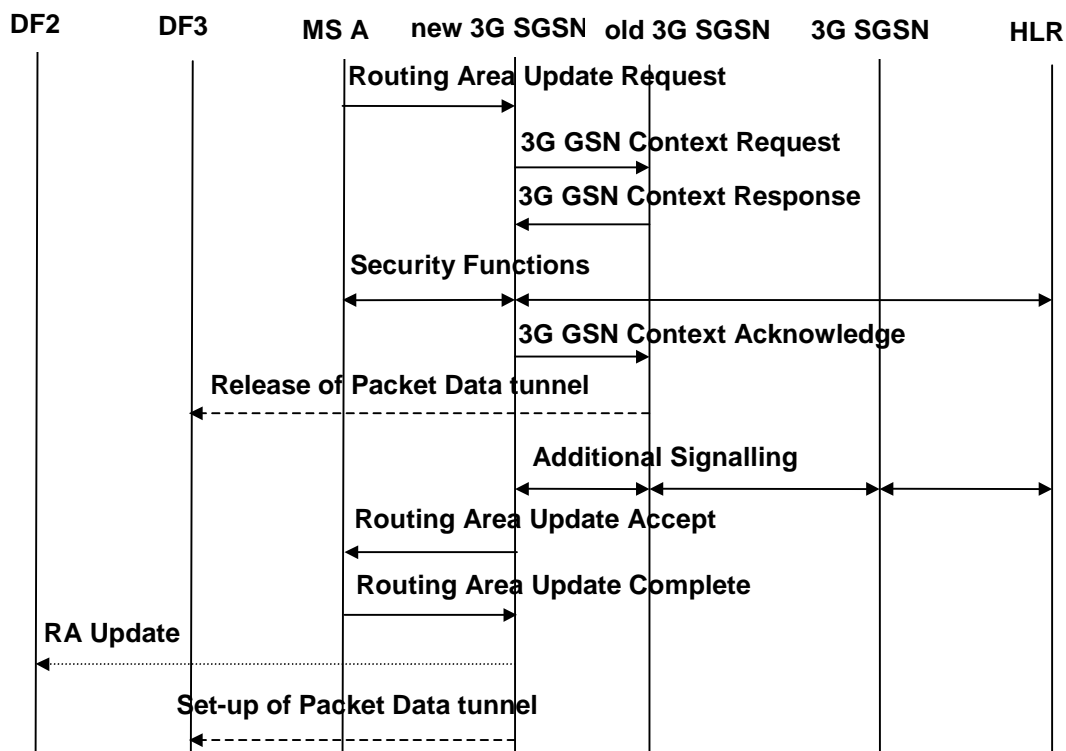 DF2 DF3 MS A new 3G SGSN old 3G SGSN 3G SGSN HLR
Routing Area Update Request
3G GSN Context Request
3G GSN Context Response
Security Functions
3G GSN Context Acknowledge
Release of Packet Data tunnel
Additional Signalling
Routing Area Update Accept
Routing Area Update Complete
RA Update
Set-up of Packet Data tunnel